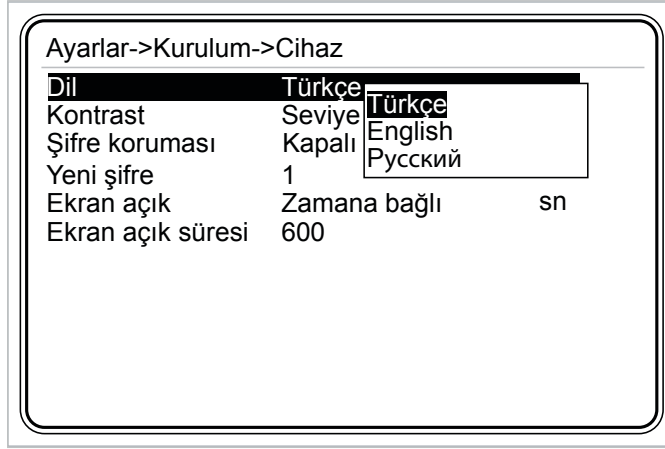 Ayarlar->Kurulum->Cihaz
Dil Türkçe
Kontrast Seviye
Şifre koruması Kapalı
Yeni şifre 1
Ekran açık Zamana bağlı sn
Ekran açık süresi 600
Türkçe
English
Русский